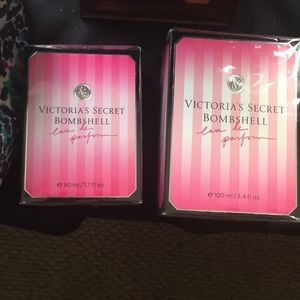 VICTORIA'S SECRET
BOMBSHELL
eau de
parfum
e 50 ml / 1.7 fl oz
VICTORIA'S SECRET
BOMBSHELL
eau de
parfum
e 100 ml / 3.4 fl oz